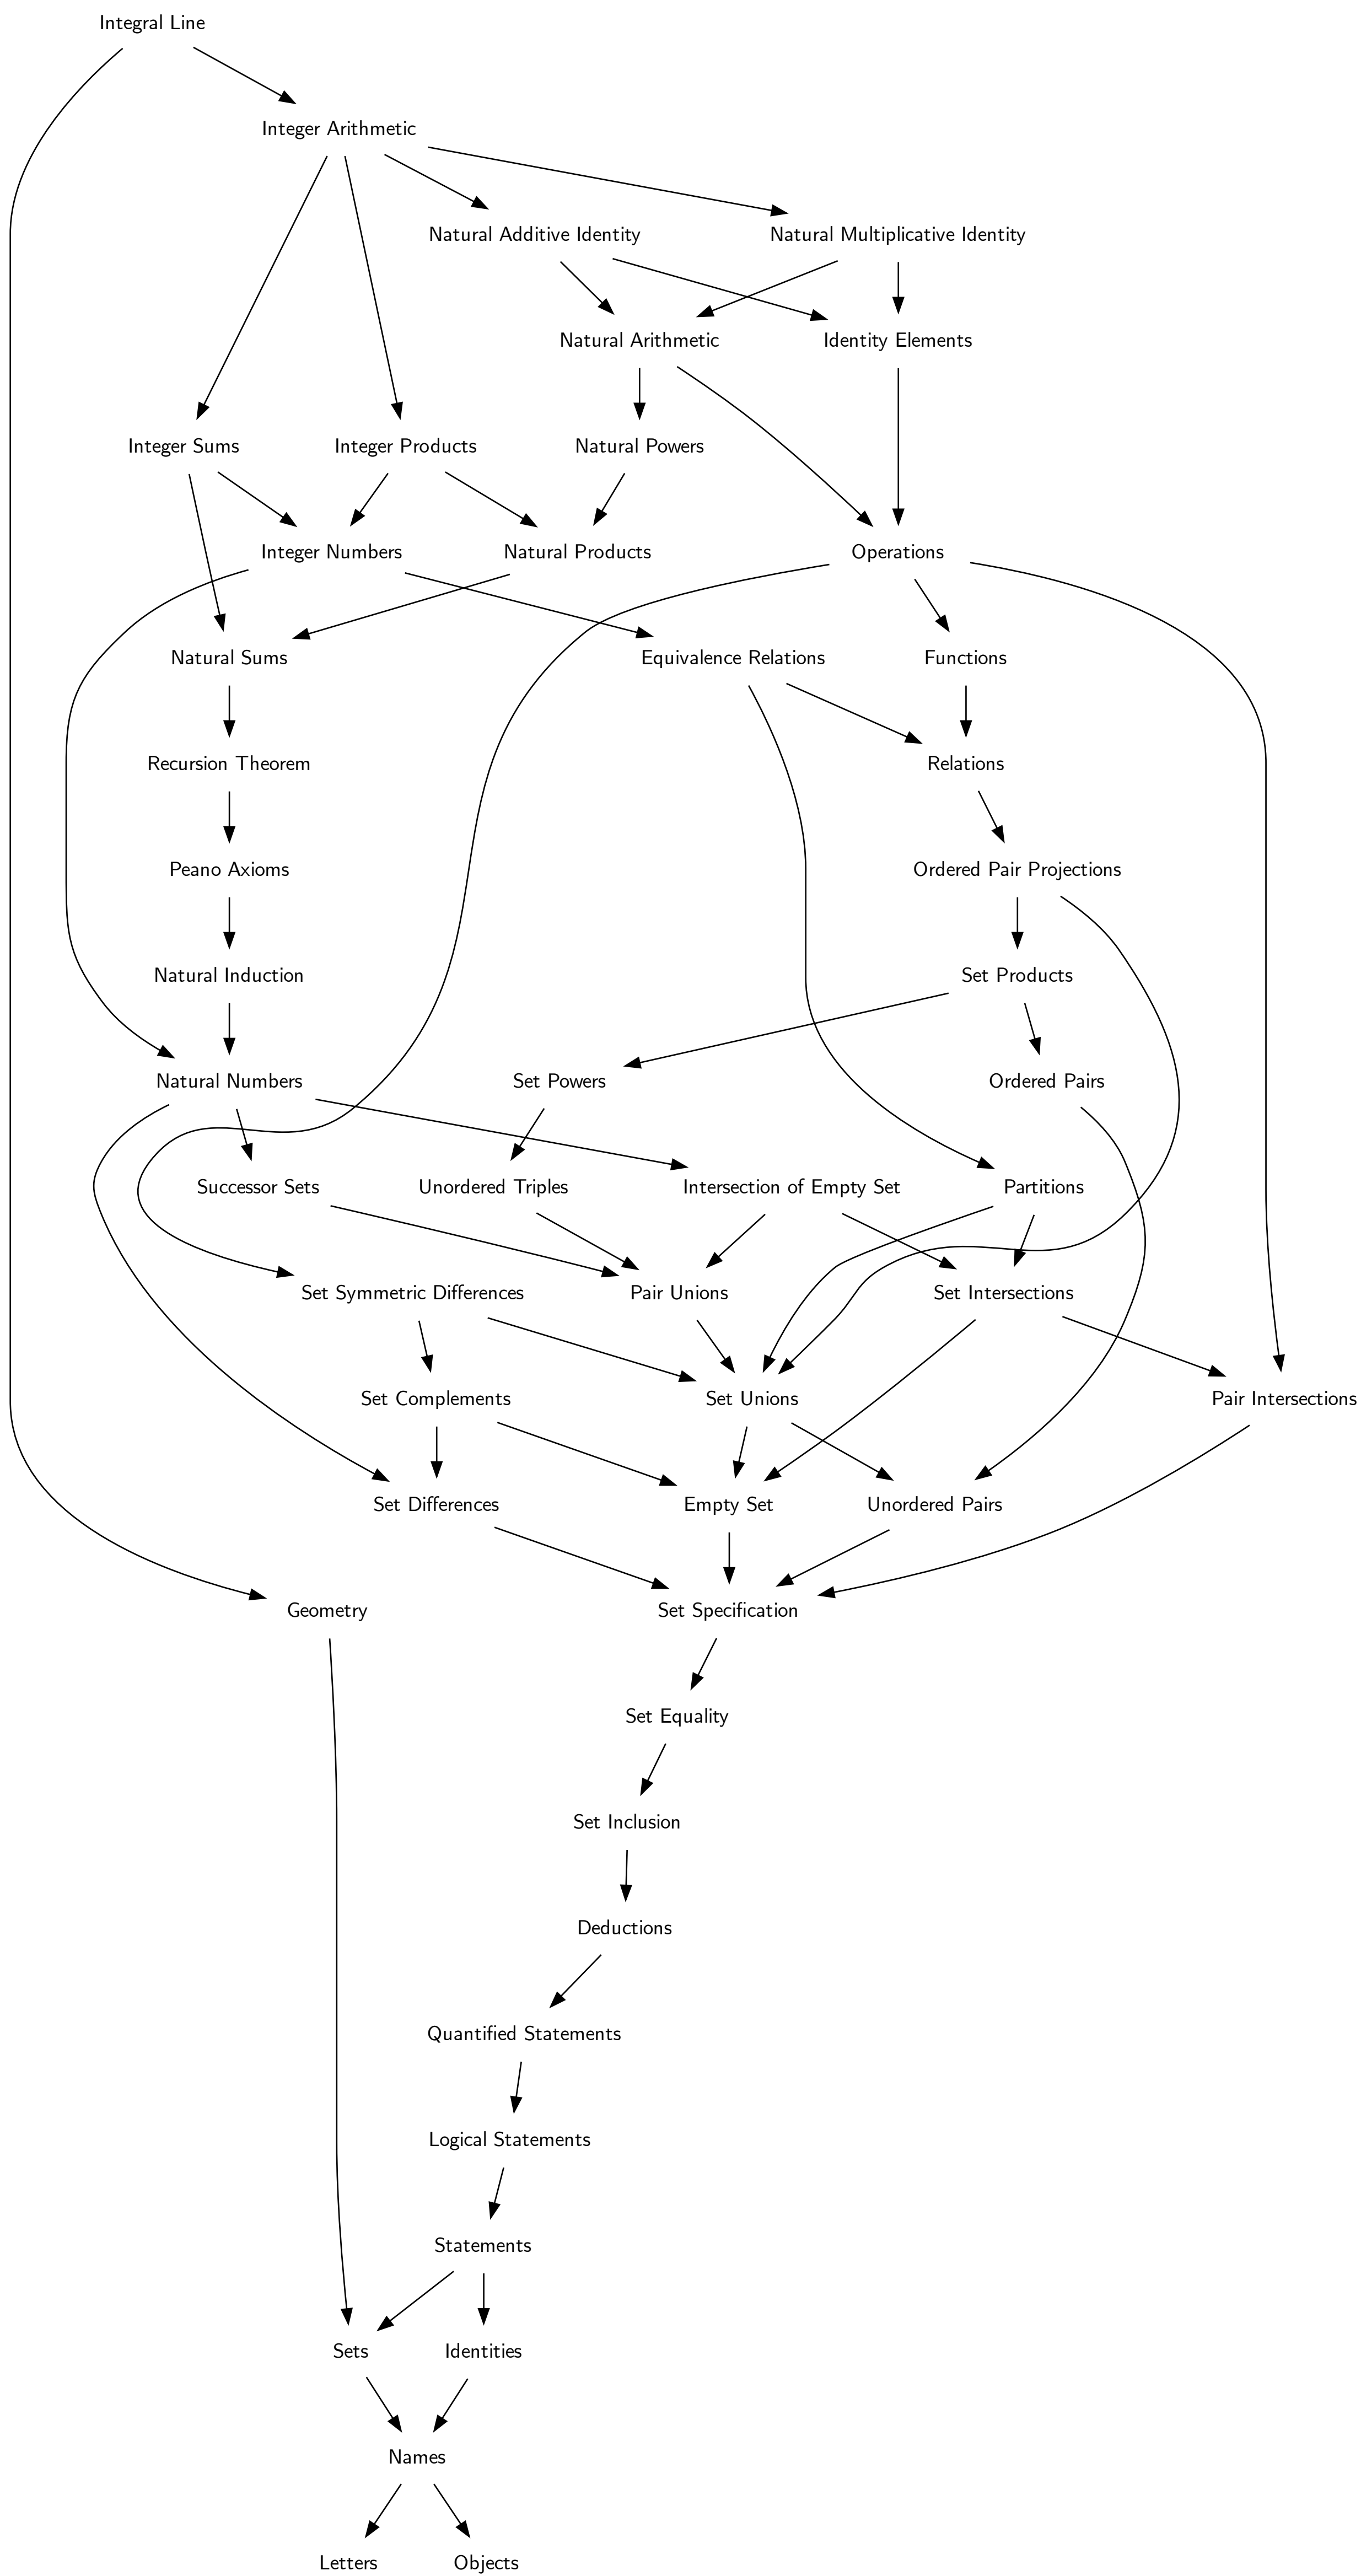 Integral Line
Integer Arithmetic
Natural Additive Identity
Natural Multiplicative Identity
Natural Arithmetic
Identity Elements
Integer Sums
Integer Products
Natural Powers
Integer Numbers
Natural Products
Operations
Natural Sums
Equivalence Relations
Functions
Recursion Theorem
Relations
Peano Axioms
Ordered Pair Projections
Natural Induction
Set Products
Natural Numbers
Set Powers
Ordered Pairs
Successor Sets
Unordered Triples
Intersection of Empty Set
Partitions
Set Symmetric Differences
Pair Unions
Set Intersections
Set Complements
Set Unions
Pair Intersections
Set Differences
Empty Set
Unordered Pairs
Geometry
Set Specification
Set Equality
Set Inclusion
Deductions
Quantified Statements
Logical Statements
Statements
Sets
Identities
Names
Letters
Objects